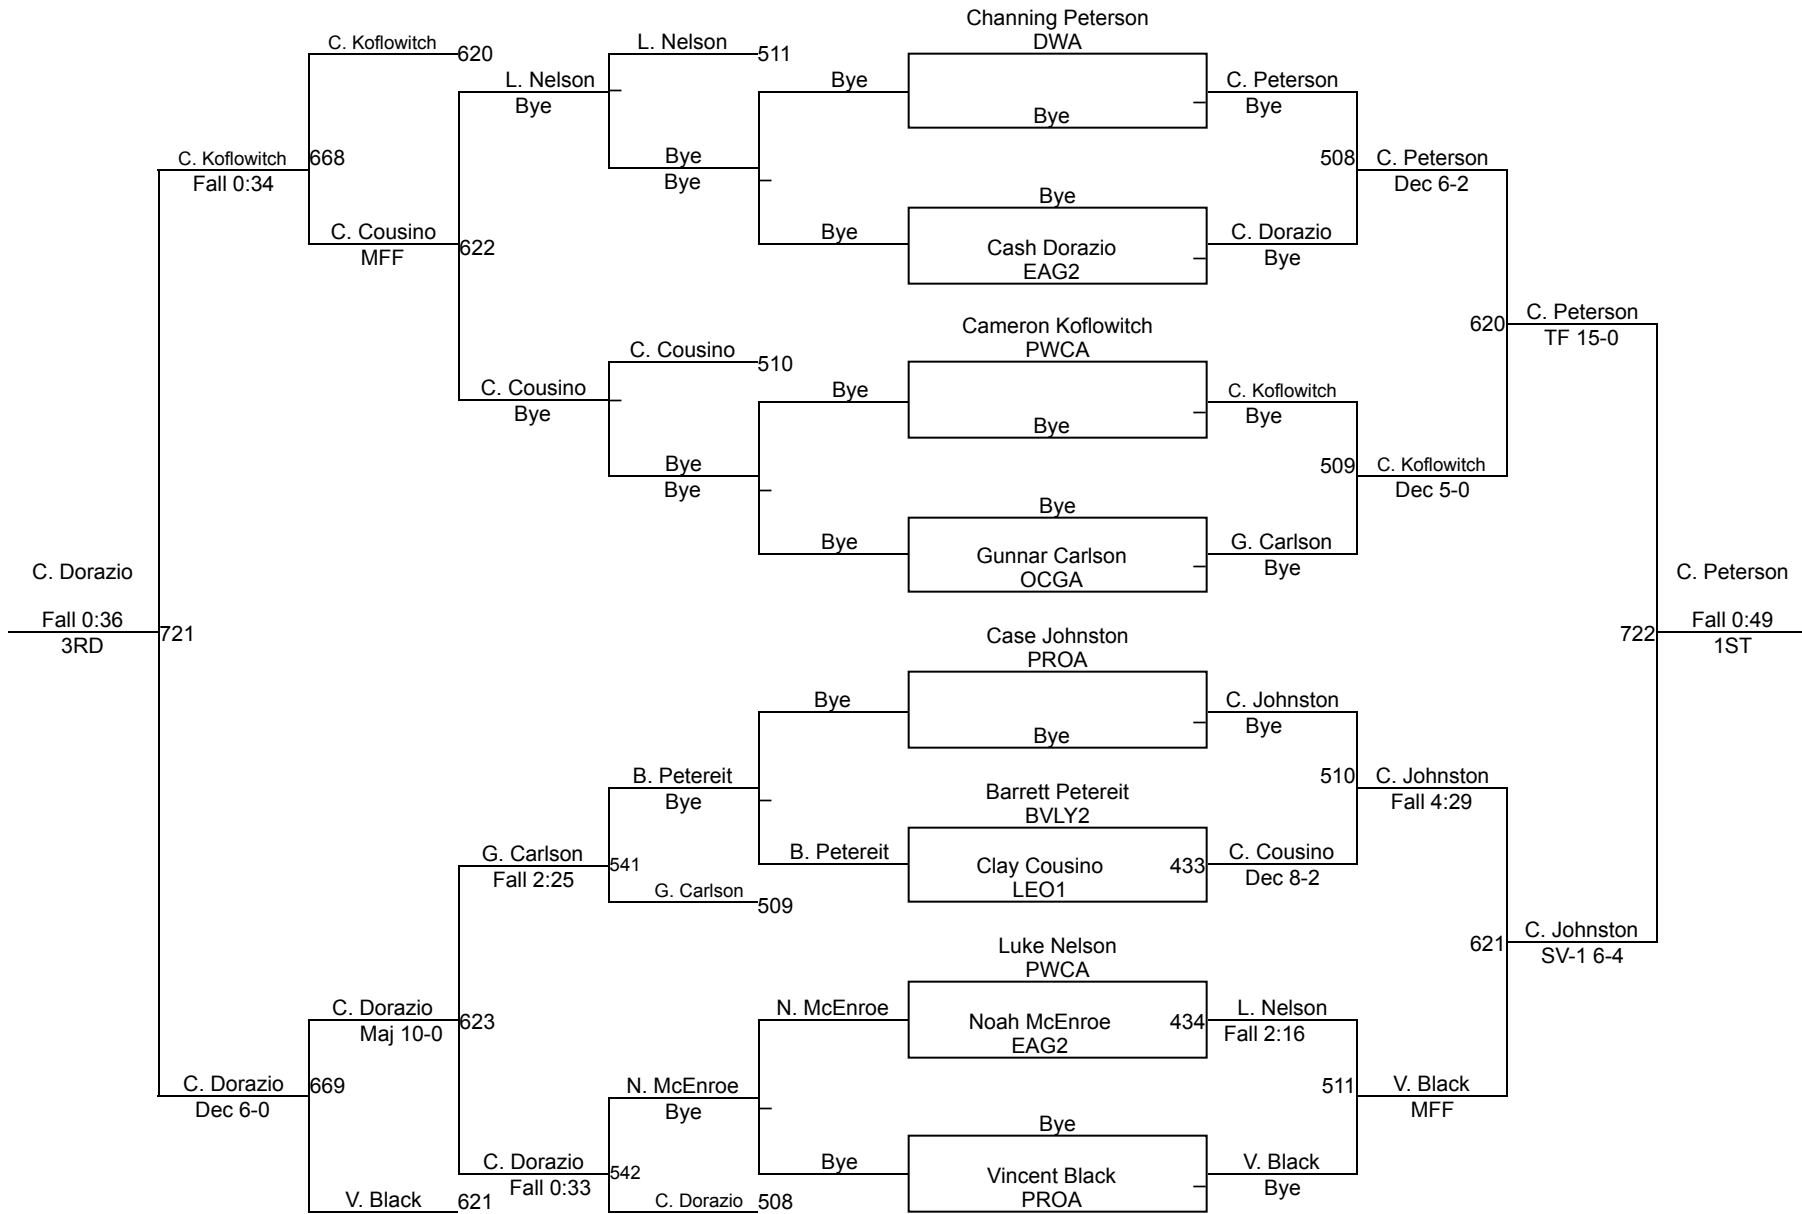 Channing Peterson
DWA
C. Koflowitch
620
L. Nelson
511
L. Nelson
Bye
Bye
Bye
C. Peterson
Bye
C. Koflowitch
Fall 0:34
668
Bye
Bye
508
C. Peterson
Dec 6-2
C. Cousino
MFF
622
Bye
Bye
Cash Dorazio
EAG2
C. Dorazio
Bye
Cameron Koflowitch
PWCA
620
C. Peterson
TF 15-0
C. Cousino
510
C. Cousino
Bye
Bye
Bye
C. Koflowitch
Bye
Bye
Bye
509
C. Koflowitch
Dec 5-0
Bye
Bye
Gunnar Carlson
OCGA
G. Carlson
Bye
C. Dorazio
Fall 0:36
3RD
721
C. Peterson
722
Fall 0:49
1ST
Case Johnston
PROA
Bye
Bye
C. Johnston
Bye
B. Petereit
Bye
510
C. Johnston
Fall 4:29
Barrett Petereit
BVLY2
G. Carlson
Fall 2:25
541
B. Petereit
Clay Cousino
LEO1
433
C. Cousino
Dec 8-2
G. Carlson
509
Luke Nelson
PWCA
621
C. Johnston
SV-1 6-4
C. Dorazio
Maj 10-0
623
N. McEnroe
Noah McEnroe
EAG2
434
L. Nelson
Fall 2:16
C. Dorazio
Dec 6-0
669
N. McEnroe
Bye
511
V. Black
MFF
Bye
C. Dorazio
Fall 0:33
542
Bye
Vincent Black
PROA
V. Black
Bye
V. Black
621
C. Dorazio
508